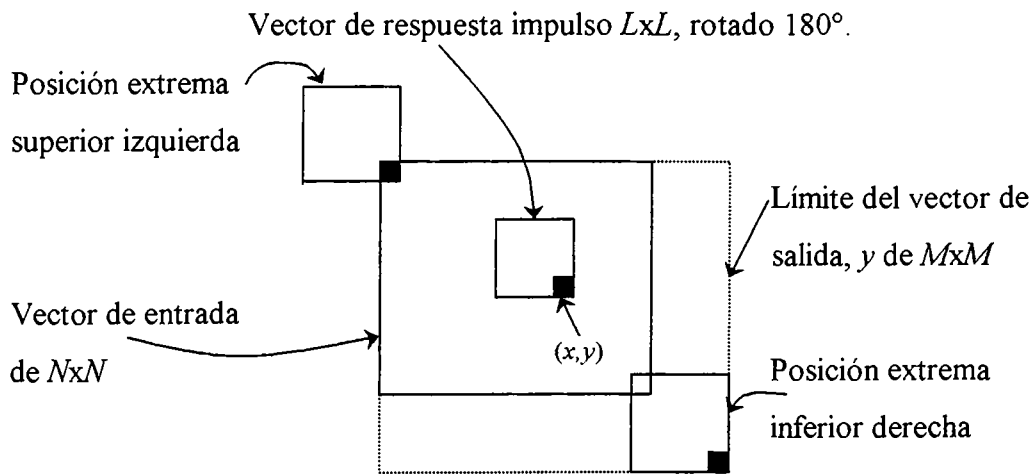 Vector de respuesta impulso LxL, rotado 180°.
Posición extrema
superior izquierda
Límite del vector de
salida, y de MxM
Vector de entrada
de NxN
(x,y)
Posición extrema
inferior derecha